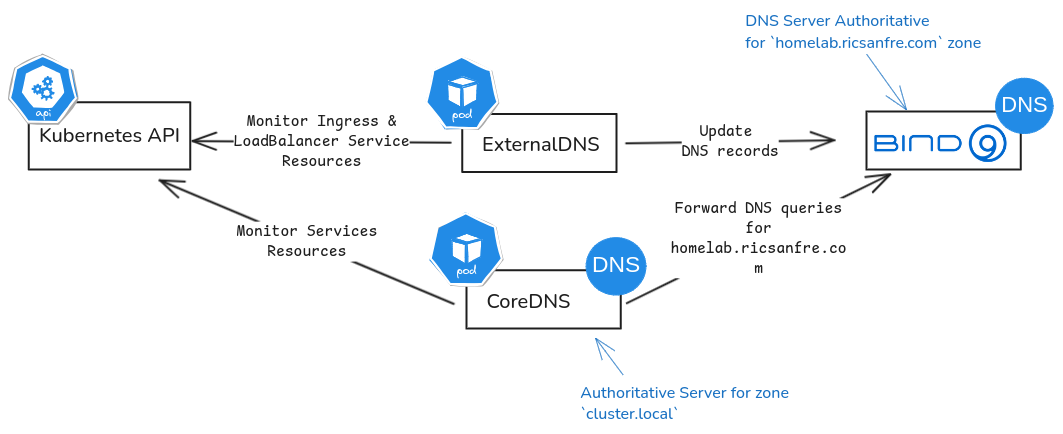 DNS Server Authoritative
for `homelab.ricsanfre.com` zone
api
Kubernetes API
Monitor Ingress &
LoadBalancer Service
Resources
pod
ExternalDNS
Update
DNS records
DNS
BIND 9
Monitor Services
Resources
pod
DNS
CoreDNS
Forward DNS queries
for
homelab.ricsanfre.co
m
Authoritative Server for zone
`cluster.local`